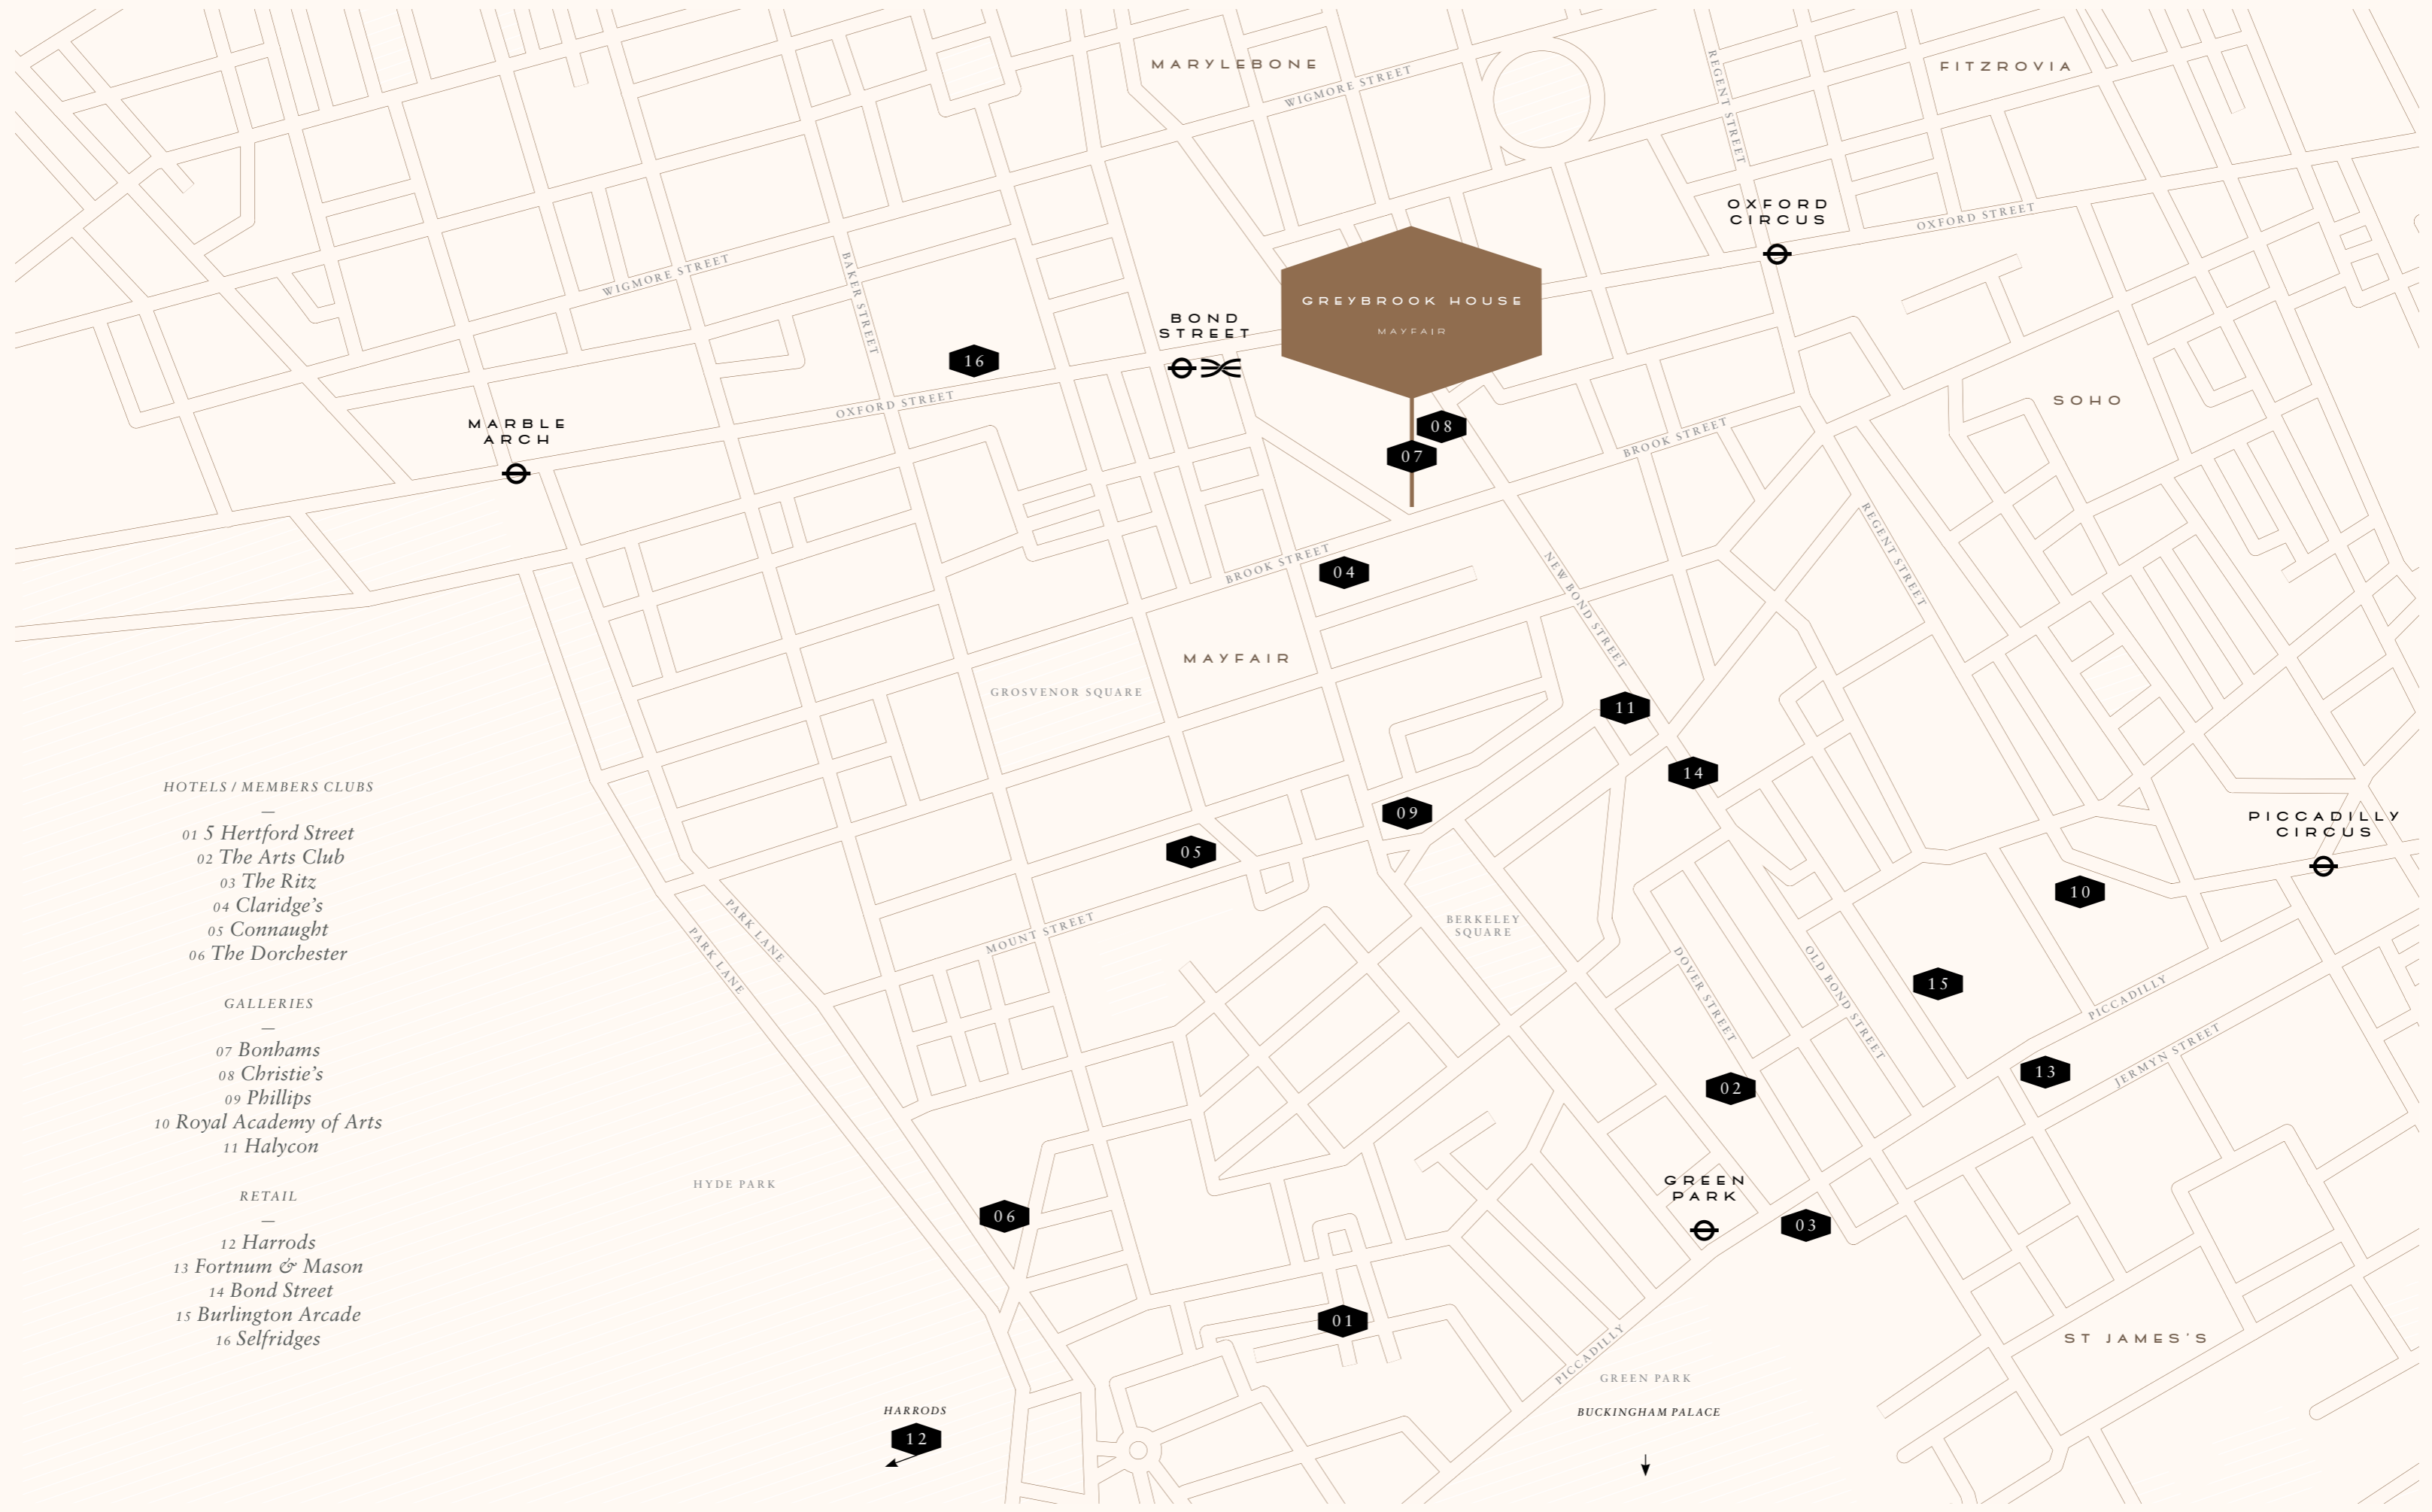 MARYLEBONE
FITZROVIA
WIGMORE STREET
REGENT STREET
OXFORD
CIRCUS
OXFORD STREET
WIGMORE STREET
BAKER STREET
GREYBROOK HOUSE
MAYFAIR
BOND
STREET
16
OXFORD STREET
SOHO
MARBLE
ARCH
08
07
BROOK STREET
BROOK STREET
04
NEW BOND STREET
REGENT STREET
MAYFAIR
GROSVENOR SQUARE
11
14
09
05
PICCADILLY
CIRCUS
10
BERKELEY
SQUARE
MOUNT STREET
PARK LANE
PARK LANE
DOVER STREET
OLD BOND STREET
15
PICCADILLY
13
JERMYN STREET
02
HYDE PARK
GREEN
PARK
06
03
01
PICCADILLY
ST JAMES'S
GREEN PARK
BUCKINGHAM PALACE
HARRODS
12
HOTELS / MEMBERS CLUBS
—
01 5 Hertford Street
02 The Arts Club
03 The Ritz
04 Claridge’s
05 Connaught
06 The Dorchester
GALLERIES
—
07 Bonhams
08 Christie’s
09 Phillips
10 Royal Academy of Arts
11 Halycon
RETAIL
—
12 Harrods
13 Fortnum & Mason
14 Bond Street
15 Burlington Arcade
16 Selfridges